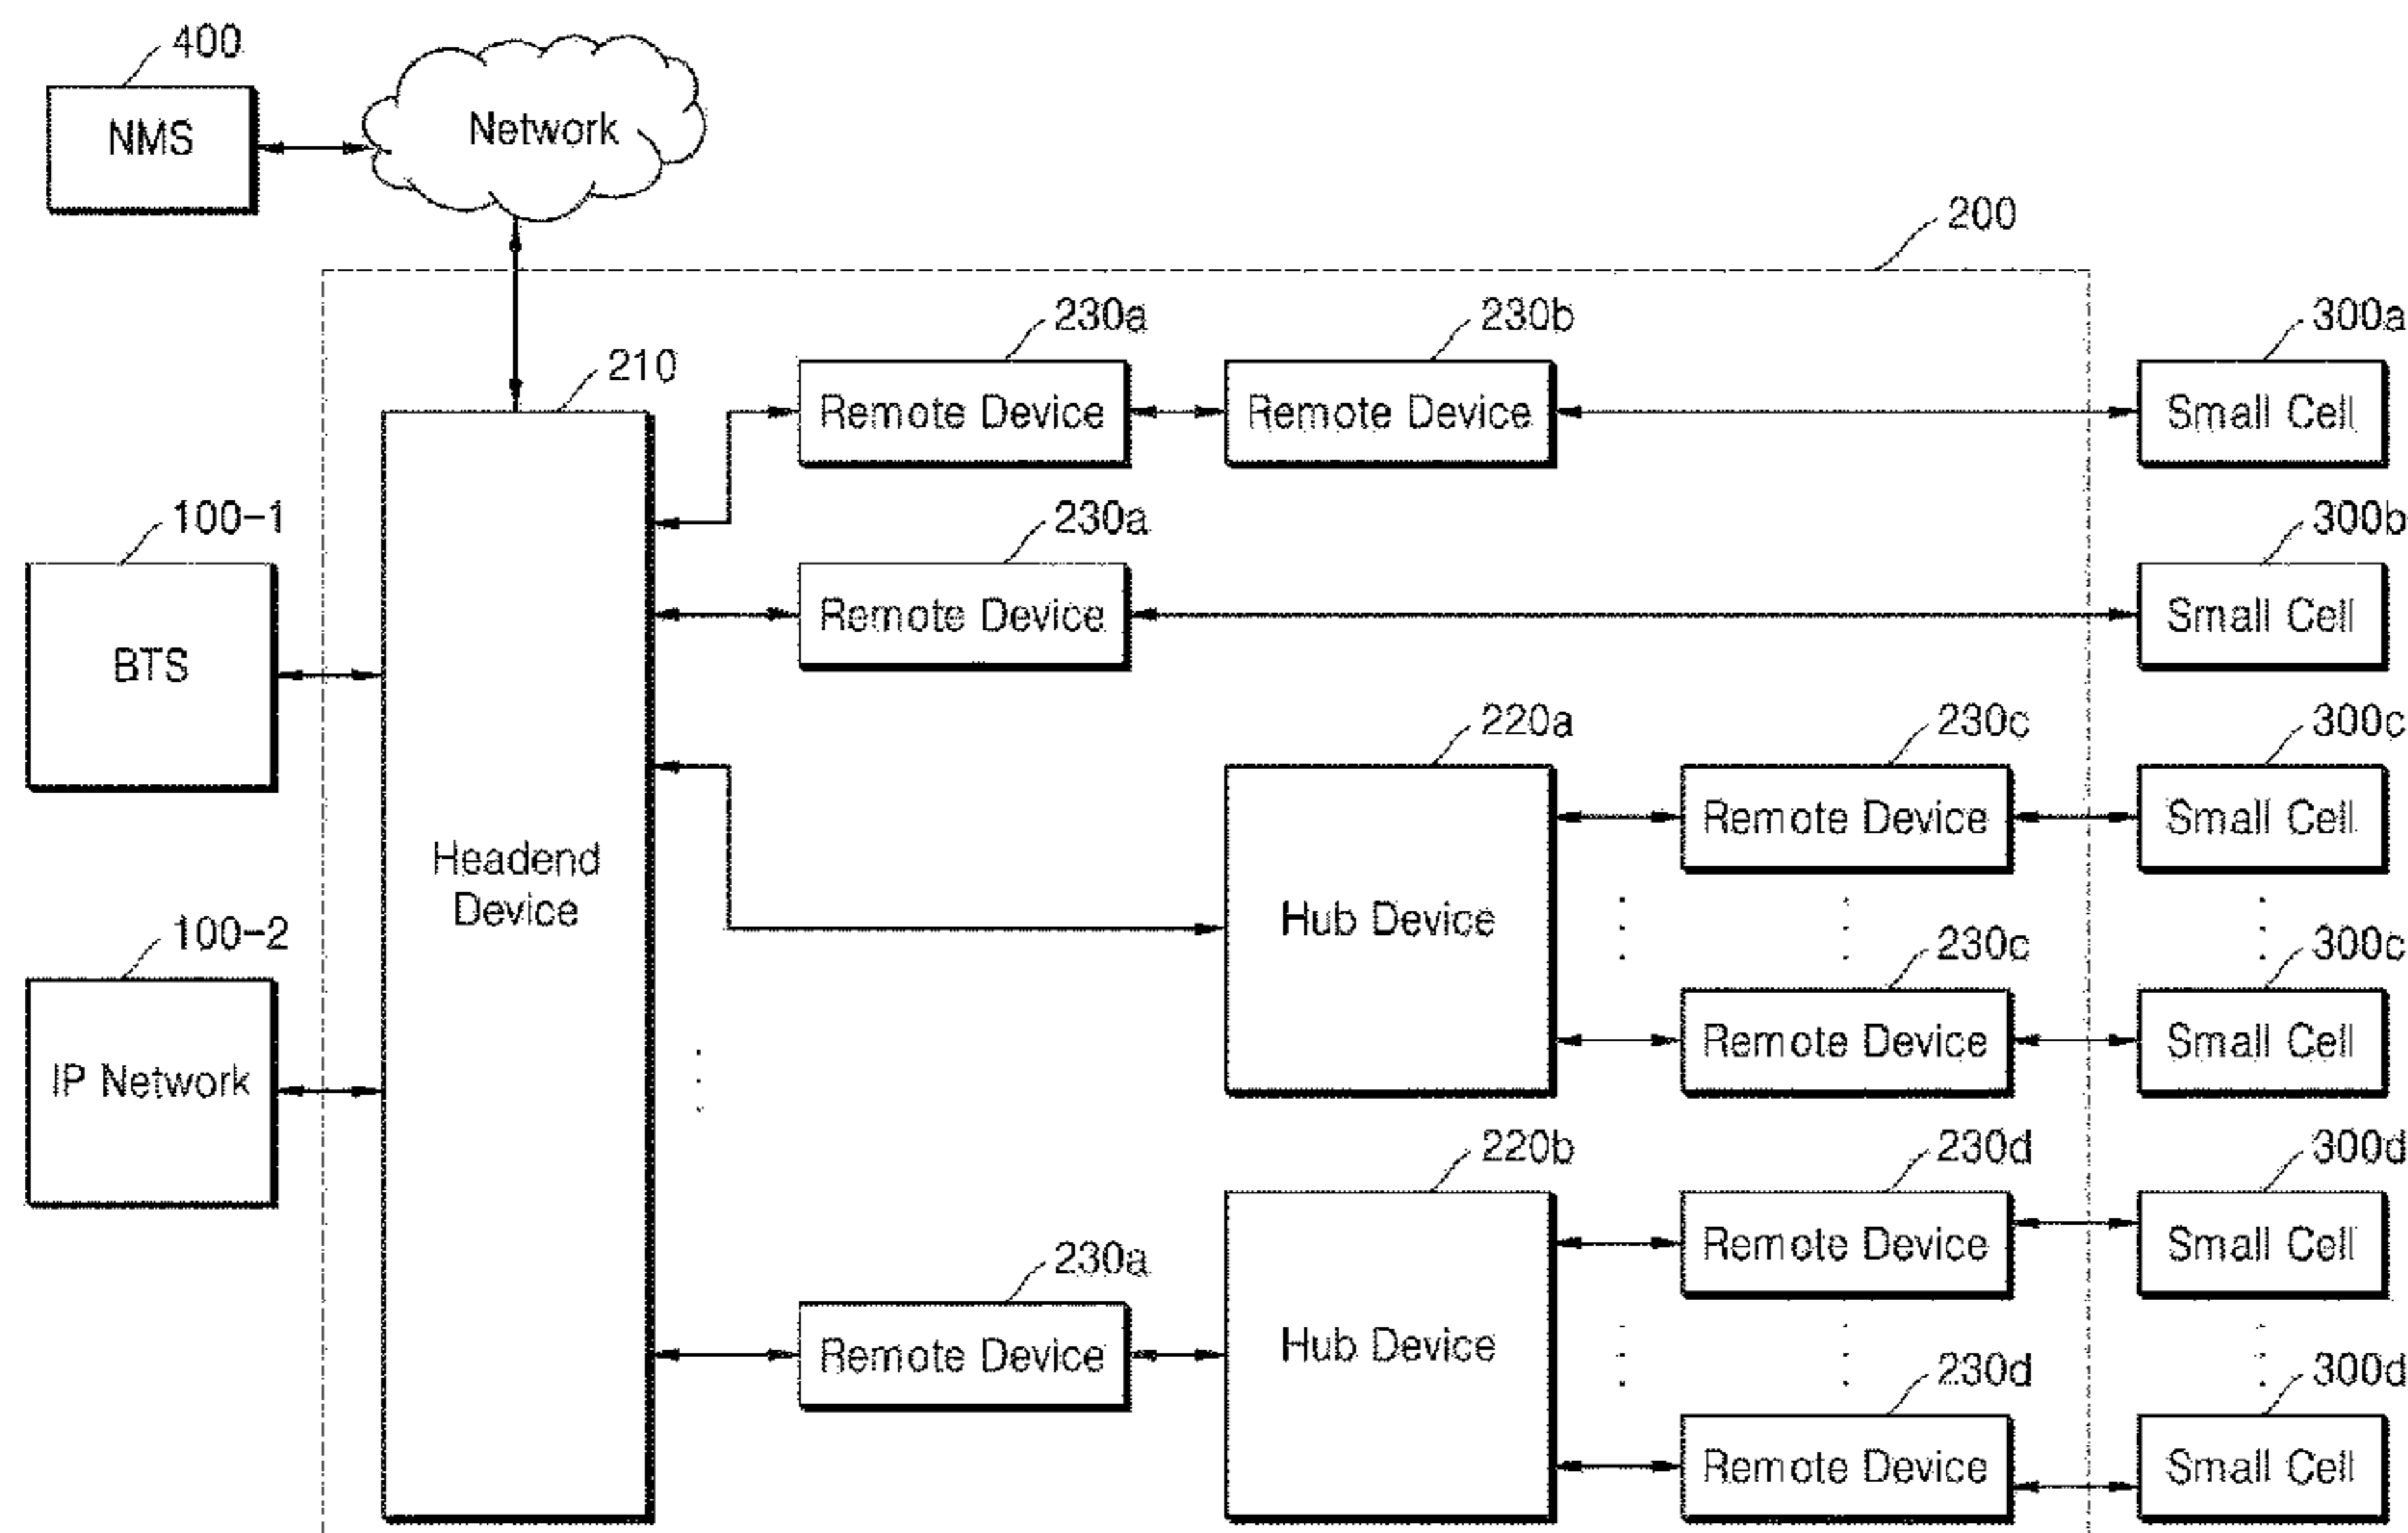 400
NMS
Network
200
230a
230b
300a
210
Remote Device
Remote Device
Small Cell
100-1
230a
300b
BTS
Remote Device
Small Cell
220a
230c
300c
Remote Device
Small Cell
Headend
Device
Hub Device
100-2
230c
300c
IP Network
Remote Device
Small Cell
220b
230d
300d
Remote Device
Small Cell
230a
Remote Device
Hub Device
230d
300d
Remote Device
Small Cell